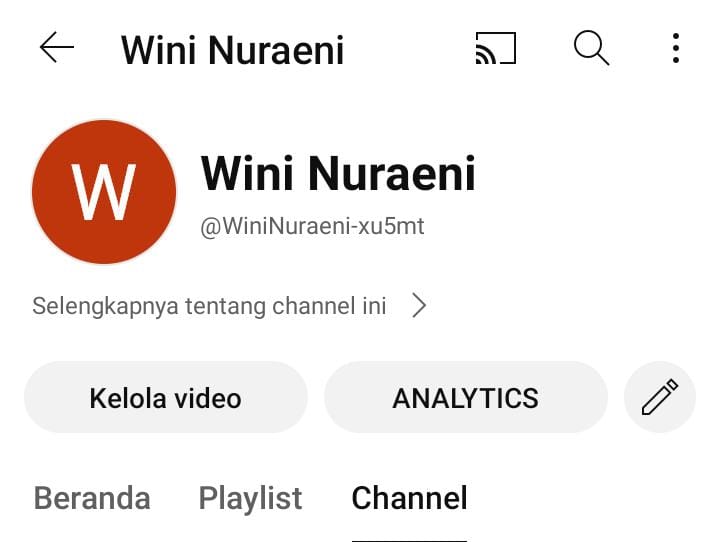 Wini Nuraeni
W
Wini Nuraeni
@WiniNuraeni-xu5mt
Selengkapnya tentang channel ini
Kelola video ANALYTICS
Beranda Playlist Channel